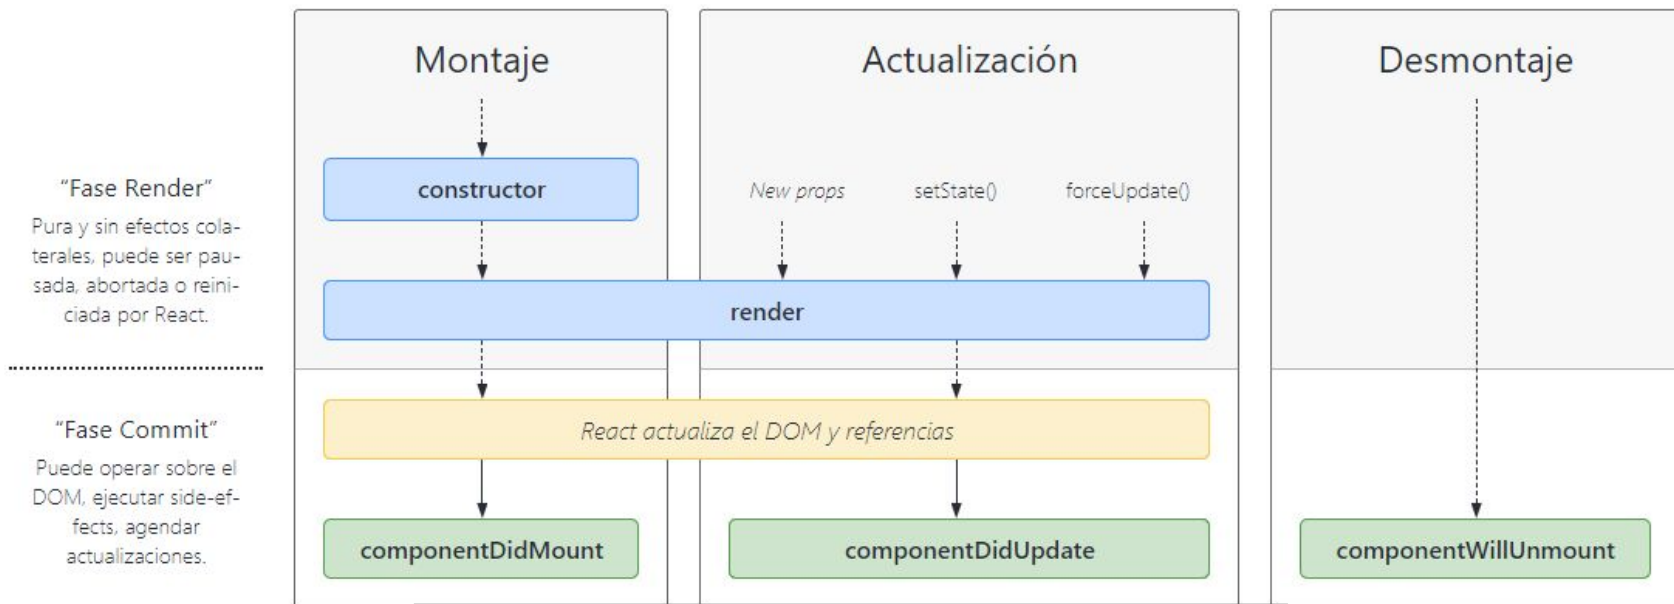 Montaje
Actualización
Desmontaje
“Fase Render”
Pura y sin efectos cola-
terales, puede ser pau-
sada, abortada o reini-
ciada por React.
constructor
New props
setState()
forceUpdate()
render
“Fase Commit”
Puede operar sobre el
DOM, ejecutar side-ef-
fects, agendar
actualizaciones.
React actualiza el DOM y referencias
componentDidMount
componentDidUpdate
componentWillUnmount